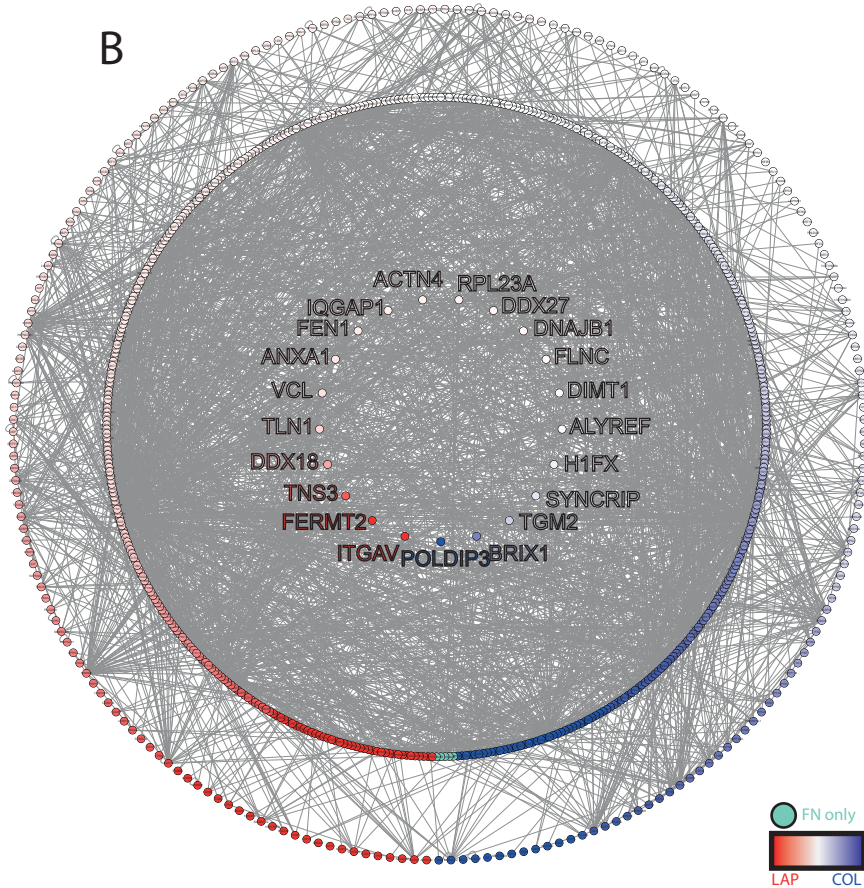 B
ACTN4
RPL23A
IQGAP1
DDX27
FEN1
DNAJB1
ANXA1
FLNC
VCL
DIMT1
TLN1
ALYREF
DDX18
H1FX
TNS3
SYNCRIP
FERMT2
TGM2
ITGAV
POLDIP3
BRIX1
FN only
LAP
COL